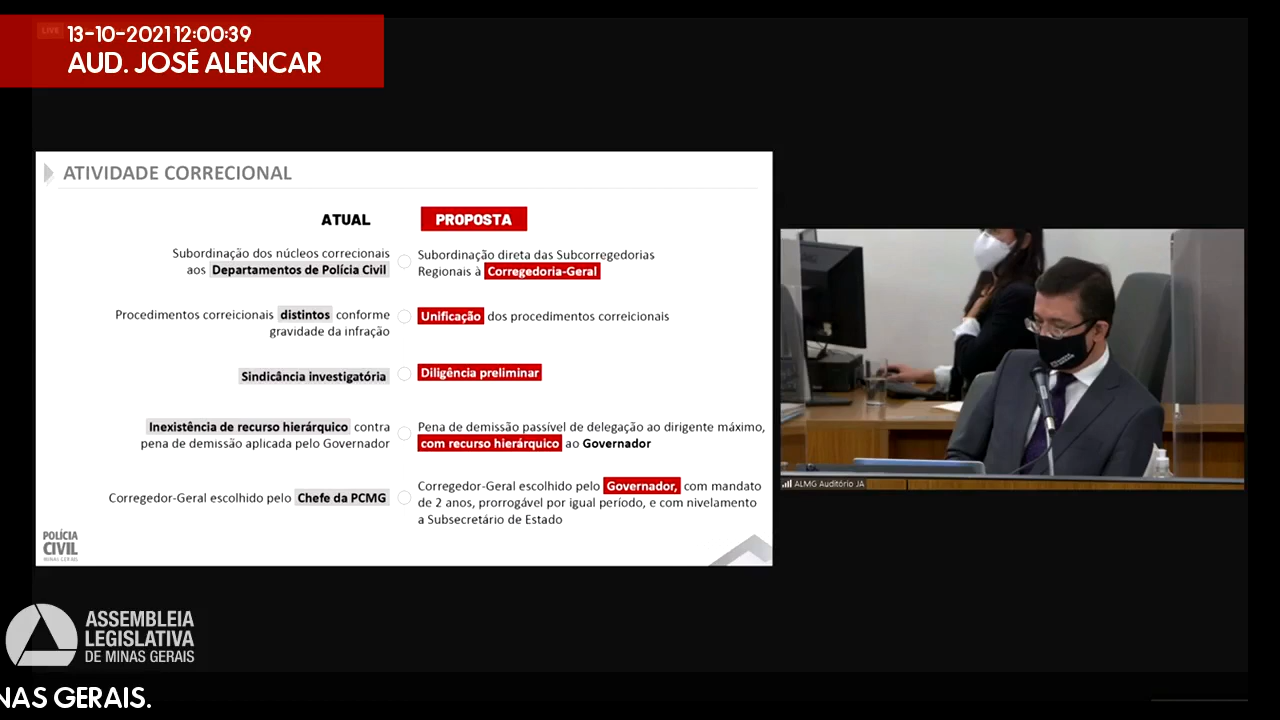 LIVE
13-10-2021 12:00:39
AUD. JOSÉ ALENCAR
ATIVIDADE CORRECIONAL
ATUAL
PROPOSTA
Subordinação dos núcleos correcionais
aos Departamentos de Polícia Civil
Subordinação direta das Subcorregedorias
Regionais à Corregedoria-Geral
Procedimentos correicionais distintos conforme
gravidade da infração
Unificação dos procedimentos correicionais
Sindicância investigatória
Diligência preliminar
Inexistência de recurso hierárquico contra
pena de demissão aplicada pelo Governador
Pena de demissão passível de delegação ao dirigente máximo,
com recurso hierárquico ao Governador
Corregedor-Geral escolhido pelo Chefe da PCMG
Corregedor-Geral escolhido pelo Governador, com mandato
de 2 anos, prorrogável por igual período, e com nivelamento
a Subsecretário de Estado
POLÍCIA
CIVIL
MINAS GERAIS
ALMG Auditório JA
ASSEMBLEIA
LEGISLATIVA
DE MINAS GERAIS
NAS GERAIS.